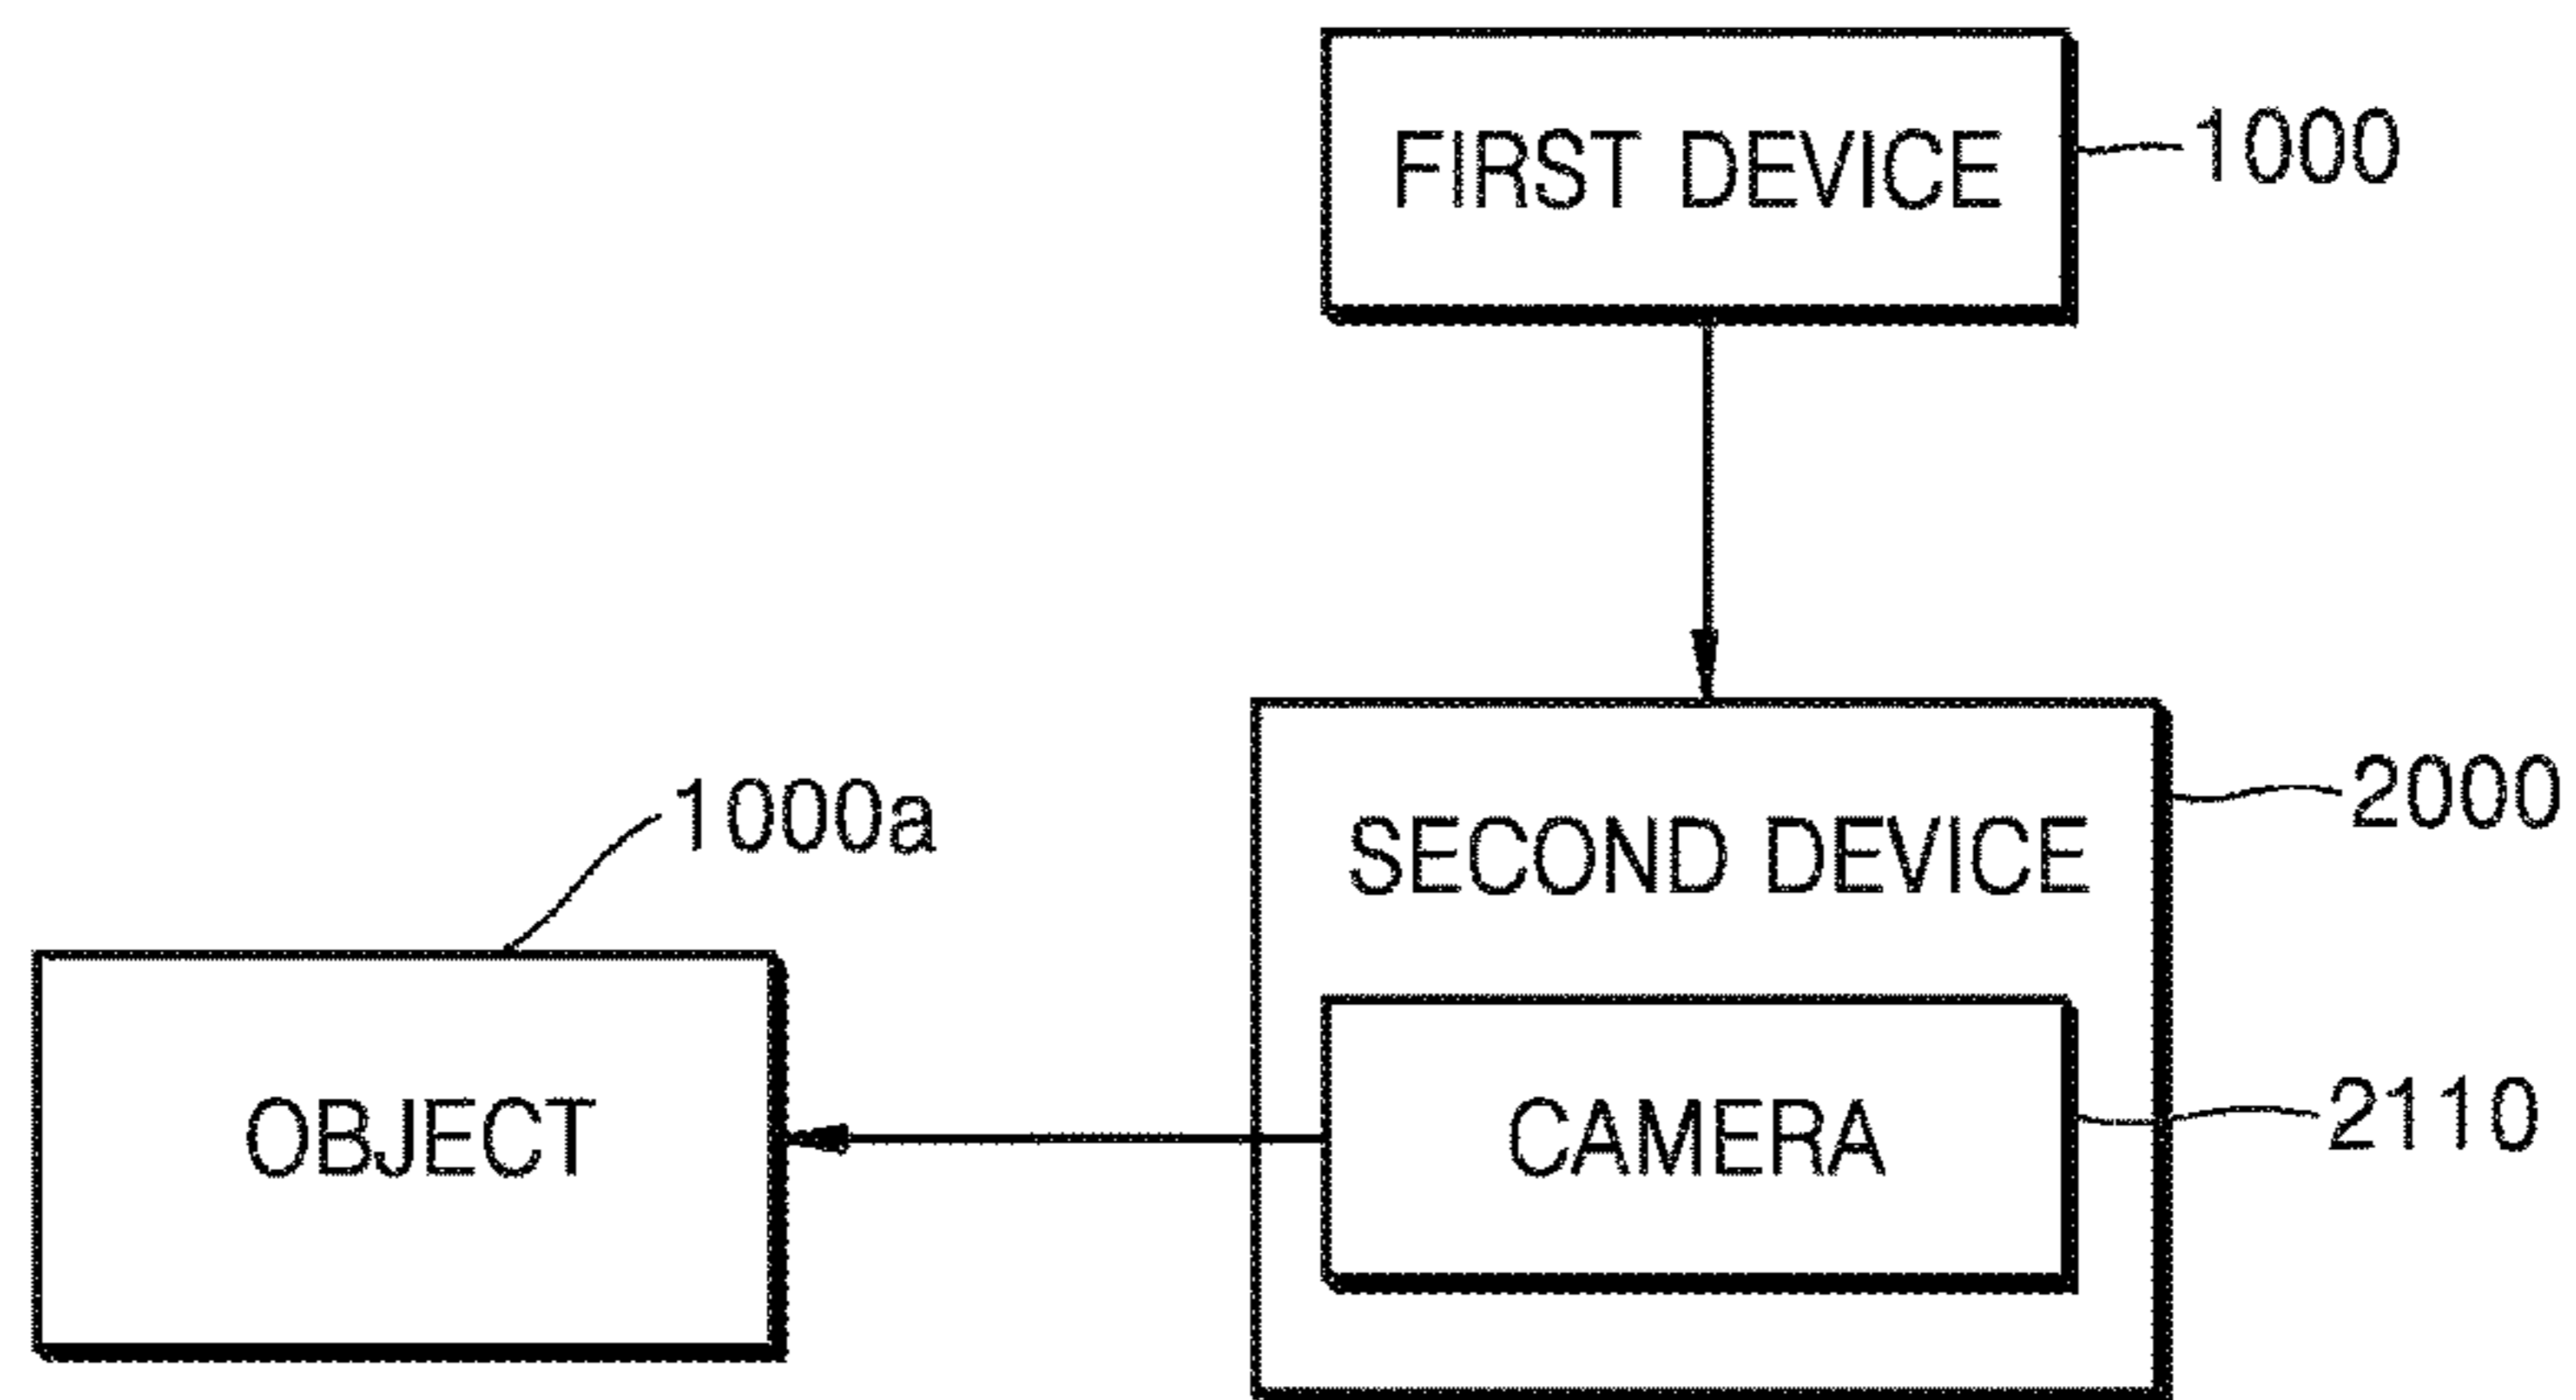 FIRST DEVICE
1000
1000a
2000
SECOND DEVICE
OBJECT
CAMERA
2110